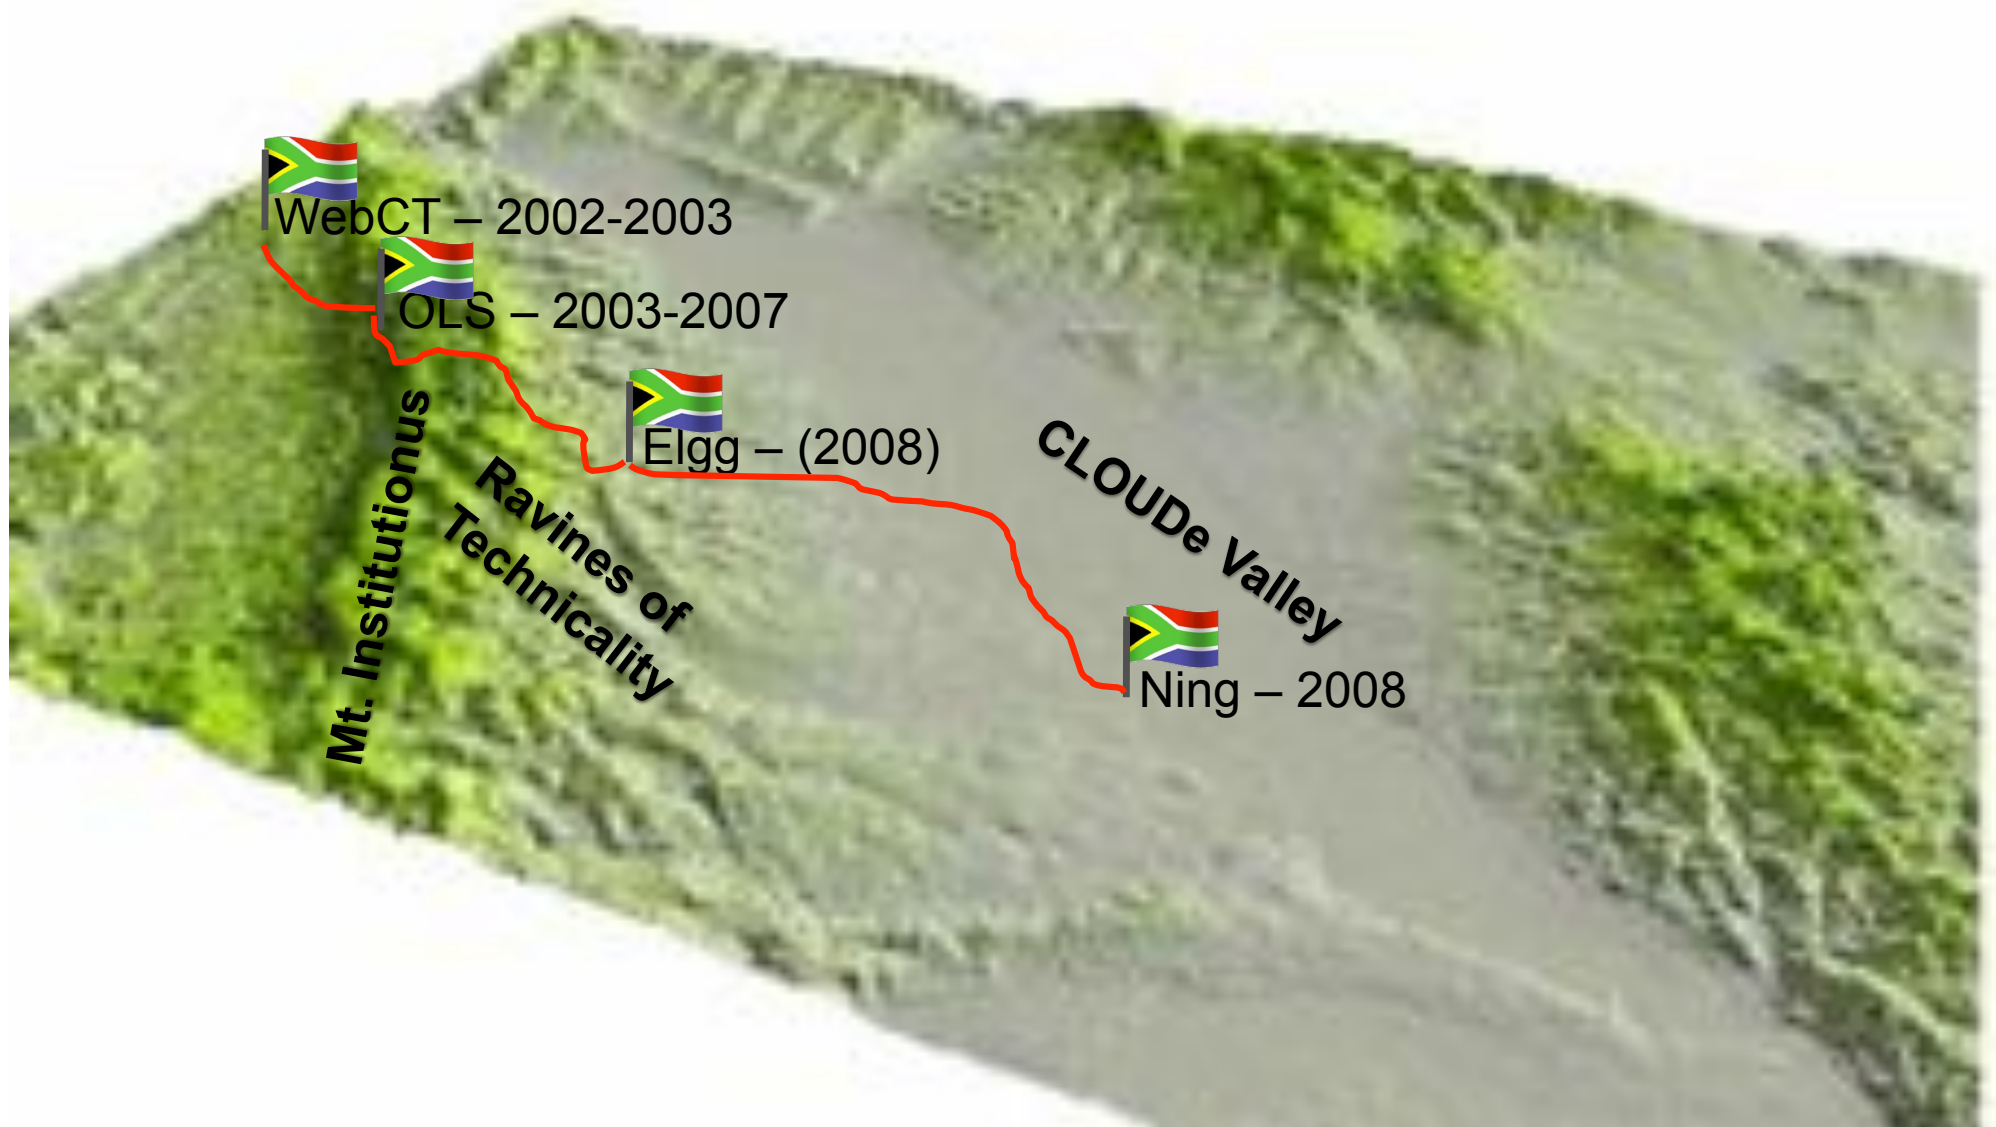 WebCT – 2002-2003
OLS – 2003-2007
Elgg – (2008)
CLOUDe Valley
Mt. Institutionus
Ravines of
Technicality
Ning – 2008